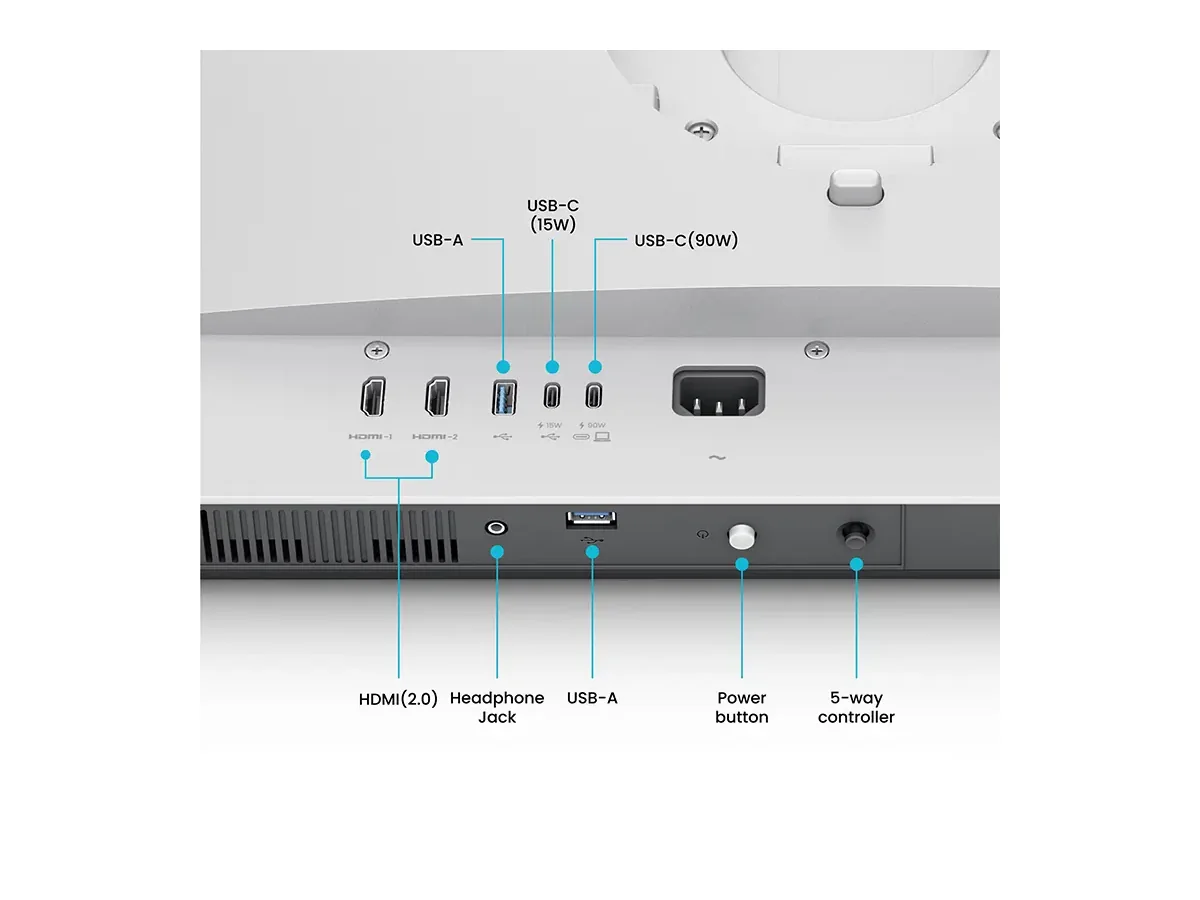 USB-C
(15W)
USB-A
USB-C(90W)
15W
90W
HDMI-1
HDMI-2
HDMI(2.0)
Headphone
Jack
USB-A
Power
button
5-way
controller